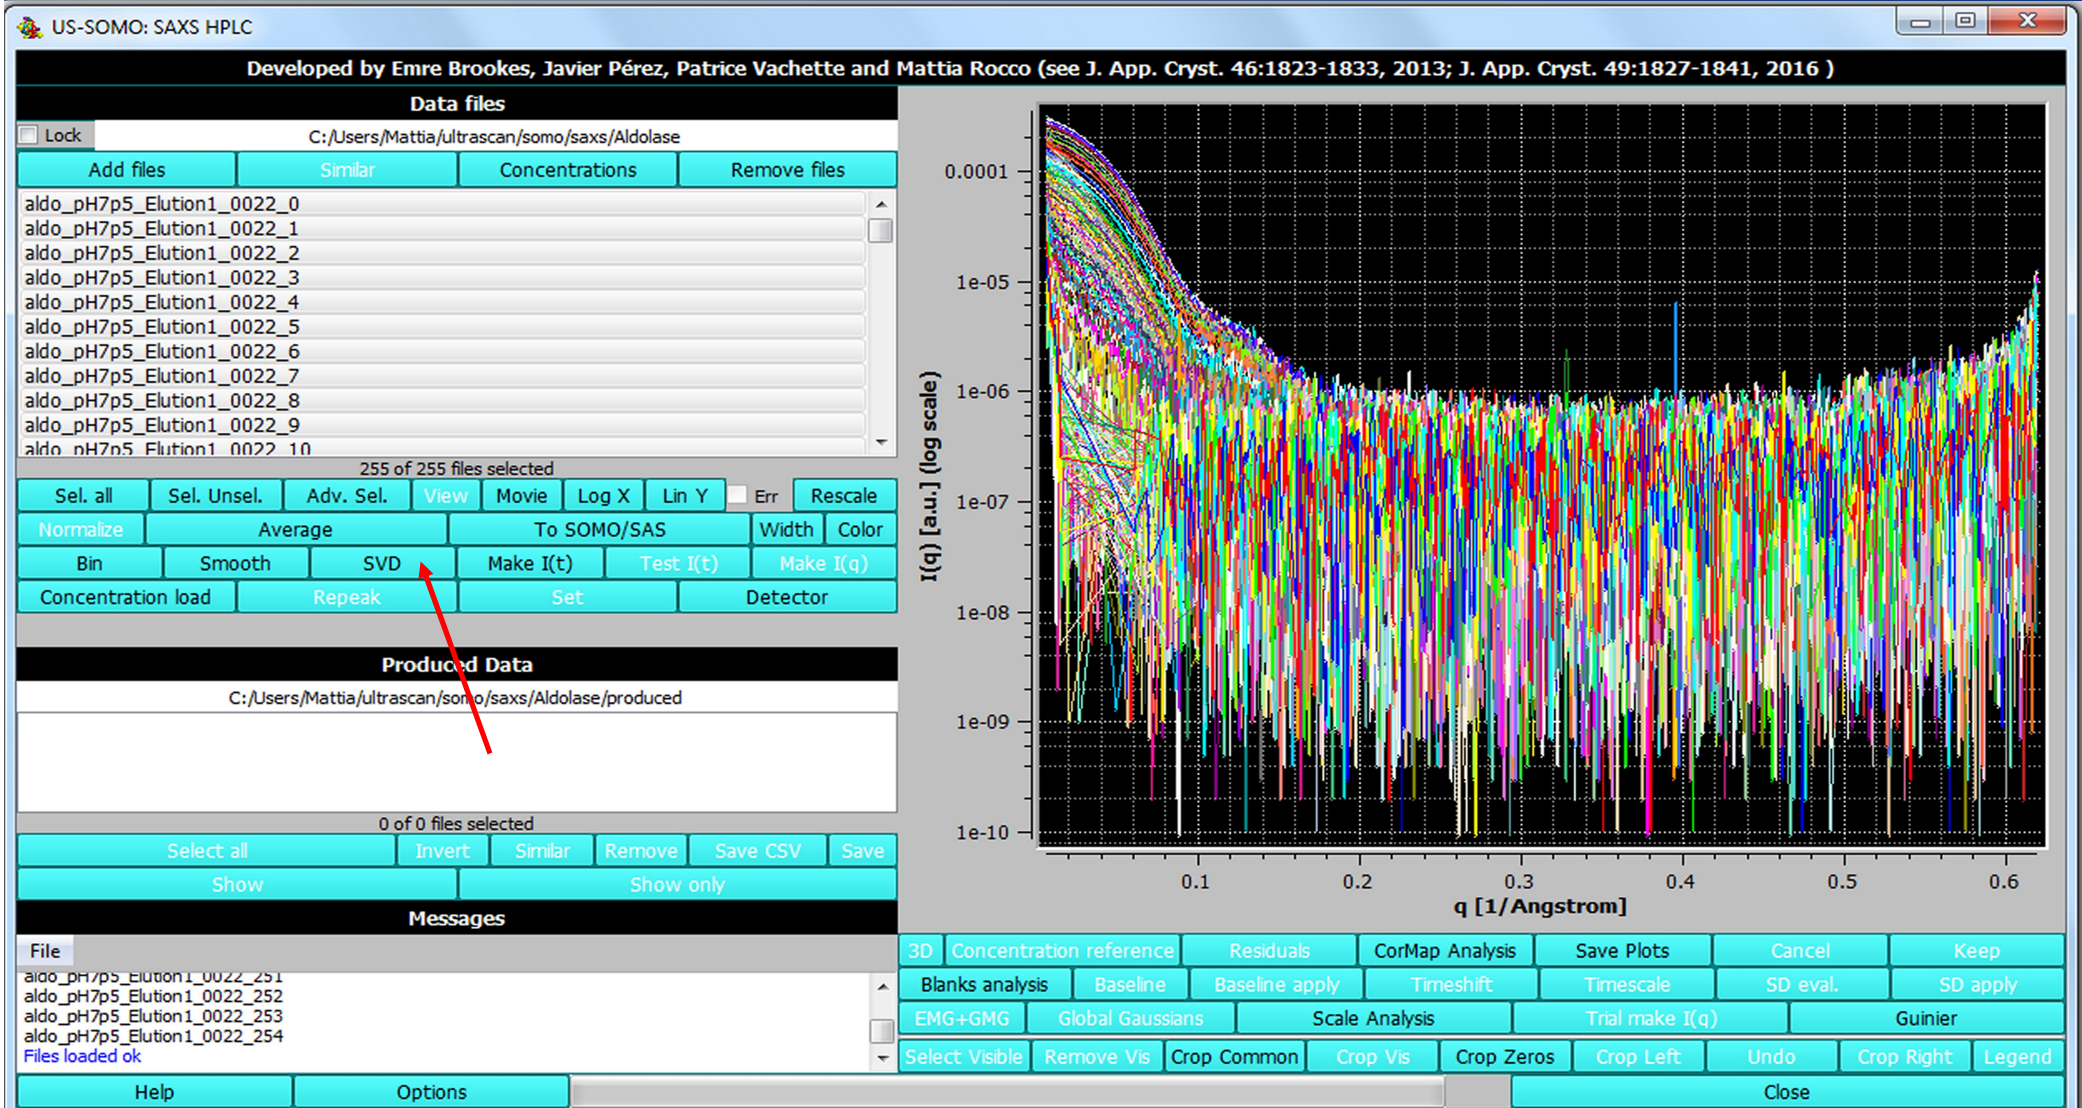 US-SOMO: SAXS HPLC
Developed by Emre Brookes, Javier Pérez, Patrice Vachette and Mattia Rocco (see J. App. Cryst. 46:1823-1833, 2013; J. App. Cryst. 49:1827-1841, 2016 )
Data files
Lock C:/Users/Mattia/ultrascan/somo/saxs/Aldolase
Add files Similar Concentrations Remove files
aldo_pH7p5_Elution1_0022_0
aldo_pH7p5_Elution1_0022_1
aldo_pH7p5_Elution1_0022_2
aldo_pH7p5_Elution1_0022_3
aldo_pH7p5_Elution1_0022_4
aldo_pH7p5_Elution1_0022_5
aldo_pH7p5_Elution1_0022_6
aldo_pH7p5_Elution1_0022_7
aldo_pH7p5_Elution1_0022_8
aldo_pH7p5_Elution1_0022_9
aldo_pH7p5_Elution1_0022_10
255 of 255 files selected
Sel. all Sel. Unsel. Adv. Sel. View Movie Log X Lin Y Err Rescale
Normalize Average To SOMO/SAS Width Color
Bin Smooth SVD Make I(t) Test I(t) Make I(q)
Concentration load Repeak Set Detector
Produced Data
C:/Users/Mattia/ultrascan/somo/saxs/Aldolase/produced
0 of 0 files selected
Select all Invert Similar Remove Save CSV Save
Show Show only
Messages
File
aldo_pH7p5_Elution1_0022_251
aldo_pH7p5_Elution1_0022_252
aldo_pH7p5_Elution1_0022_253
aldo_pH7p5_Elution1_0022_254
Files loaded ok
Help Options
I(q) [a.u.] (log scale)
0.0001
1e-05
1e-06
1e-07
1e-08
1e-09
1e-10
0.1 0.2 0.3 0.4 0.5 0.6
q [1/Angstrom]
3D Concentration reference Residuals CorMap Analysis Save Plots Cancel Keep
Blanks analysis Baseline Baseline apply Timeshift Timescale SD eval. SD apply
EMG+GMG Global Gaussians Scale Analysis Trial make I(q) Guinier
Select Visible Remove Vis Crop Common Crop Vis Crop Zeros Crop Left Undo Crop Right Legend
Close